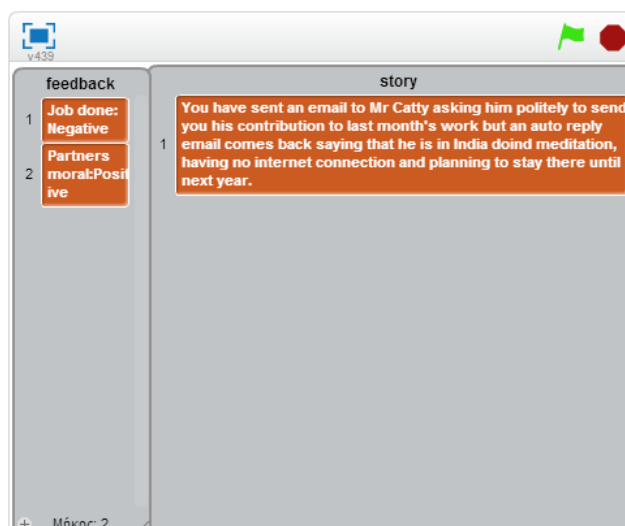 v439
feedback
1
Job done:
Negative
2
Partners
moral:Posit
ive
story
1
You have sent an email to Mr Catty asking him politely to send
you his contribution to last month's work but an auto reply
email comes back saying that he is in India doind meditation,
having no internet connection and planning to stay there until
next year.
+
Μήκος: 2